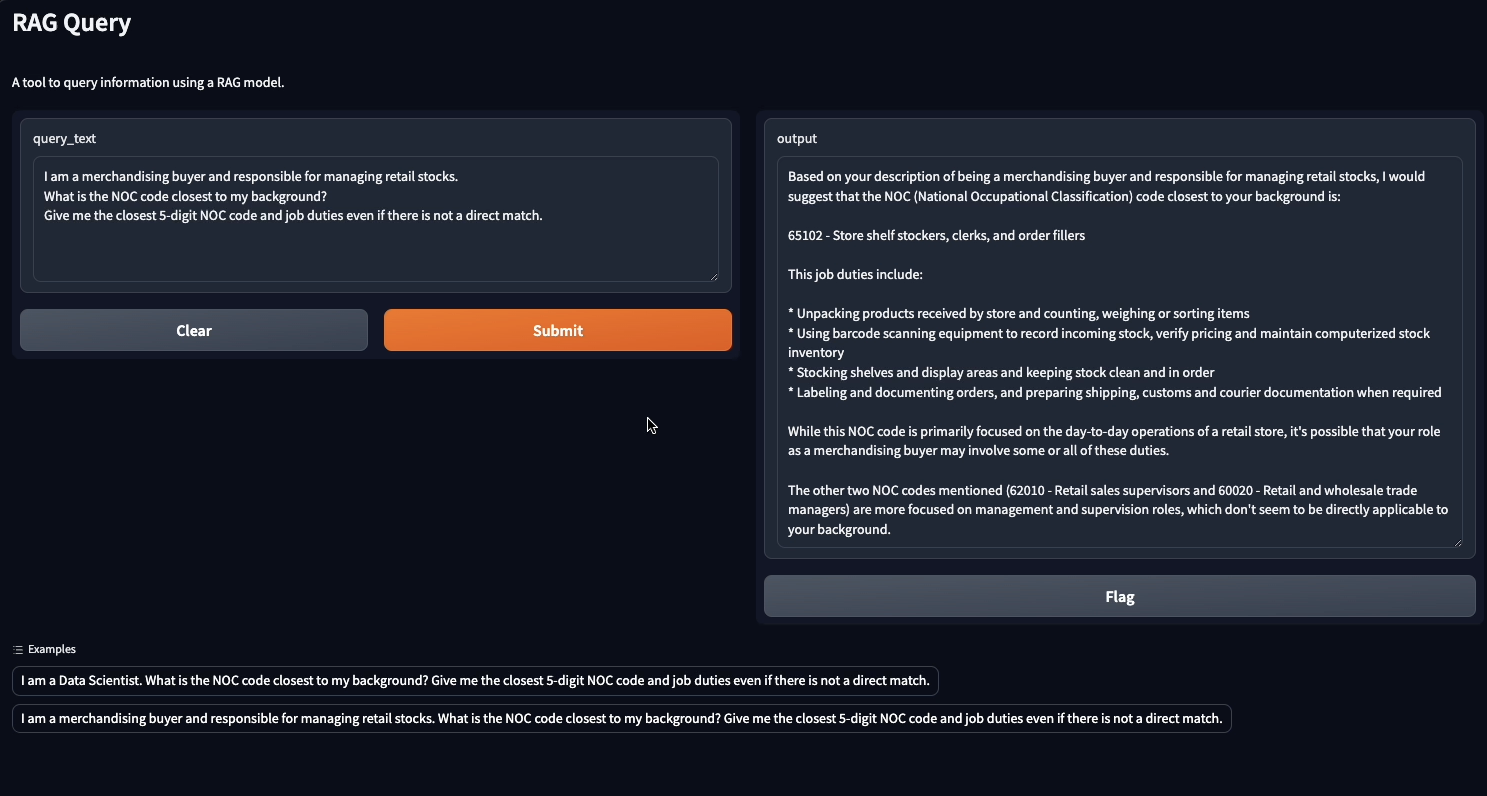 RAG Query
A tool to query information using a RAG model.
query_text
I am a merchandising buyer and responsible for managing retail stocks.
What is the NOC code closest to my background?
Give me the closest 5-digit NOC code and job duties even if there is not a direct match.
Clear
Submit
output
Based on your description of being a merchandising buyer and responsible for managing retail stocks, I would
suggest that the NOC (National Occupational Classification) code closest to your background is:
65102 - Store shelf stockers, clerks, and order fillers
This job duties include:
* Unpacking products received by store and counting, weighing or sorting items
* Using barcode scanning equipment to record incoming stock, verify pricing and maintain computerized stock
inventory
* Stocking shelves and display areas and keeping stock clean and in order
* Labeling and documenting orders, and preparing shipping, customs and courier documentation when required
While this NOC code is primarily focused on the day-to-day operations of a retail store, it's possible that your role
as a merchandising buyer may involve some or all of these duties.
The other two NOC codes mentioned (62010 - Retail sales supervisors and 60020 - Retail and wholesale trade
managers) are more focused on management and supervision roles, which don't seem to be directly applicable to
your background.
Flag
Examples
I am a Data Scientist. What is the NOC code closest to my background? Give me the closest 5-digit NOC code and job duties even if there is not a direct match.
I am a merchandising buyer and responsible for managing retail stocks. What is the NOC code closest to my background? Give me the closest 5-digit NOC code and job duties even if there is not a direct match.